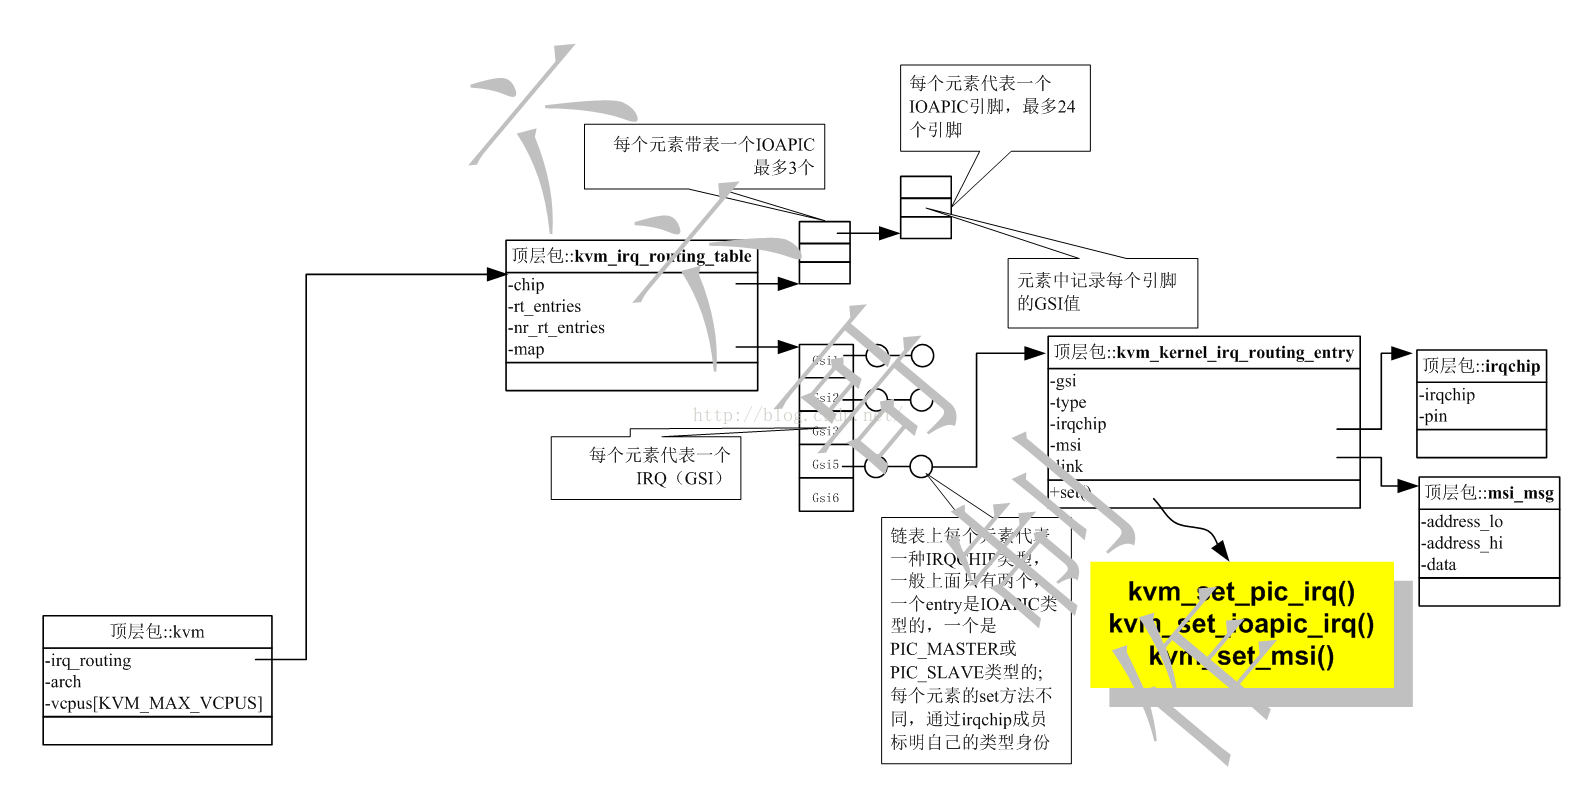 每个元素代表一个
IOAPIC引脚，最多24
个引脚
每个元素带表一个IOAPIC
最多3个
顶层包::kvm_irq_routing_table
-chip
-rt_entries
-nr_rt_entries
-map
元素中记录每个引脚
的GSI值
Gsi1
Gsi2
Gsi3
Gsi5
Gsi6
http://blog.csdn.net/
每个元素代表一个
IRQ（GSI）
顶层包::kvm_kernel_irq_routing_entry
-gsi
-type
-irqchip
-msi
-link
+set()
顶层包::irqchip
-irqchip
-pin
顶层包::msi_msg
-address_lo
-address_hi
-data
链表上每个元素代表
一种IRQCHIP类型，
一般上面只有两个，
一个entry是IOAPIC类
型的，一个是
PIC_MASTER或
PIC_SLAVE类型的;
每个元素的set方法不
同，通过irqchip成员
标明自己的类型身份
kvm_set_pic_irq()
kvm_set_ioapic_irq()
kvm_set_msi()
顶层包::kvm
-irq_routing
-arch
-vcpus[KVM_MAX_VCPUS]
六六哥制作